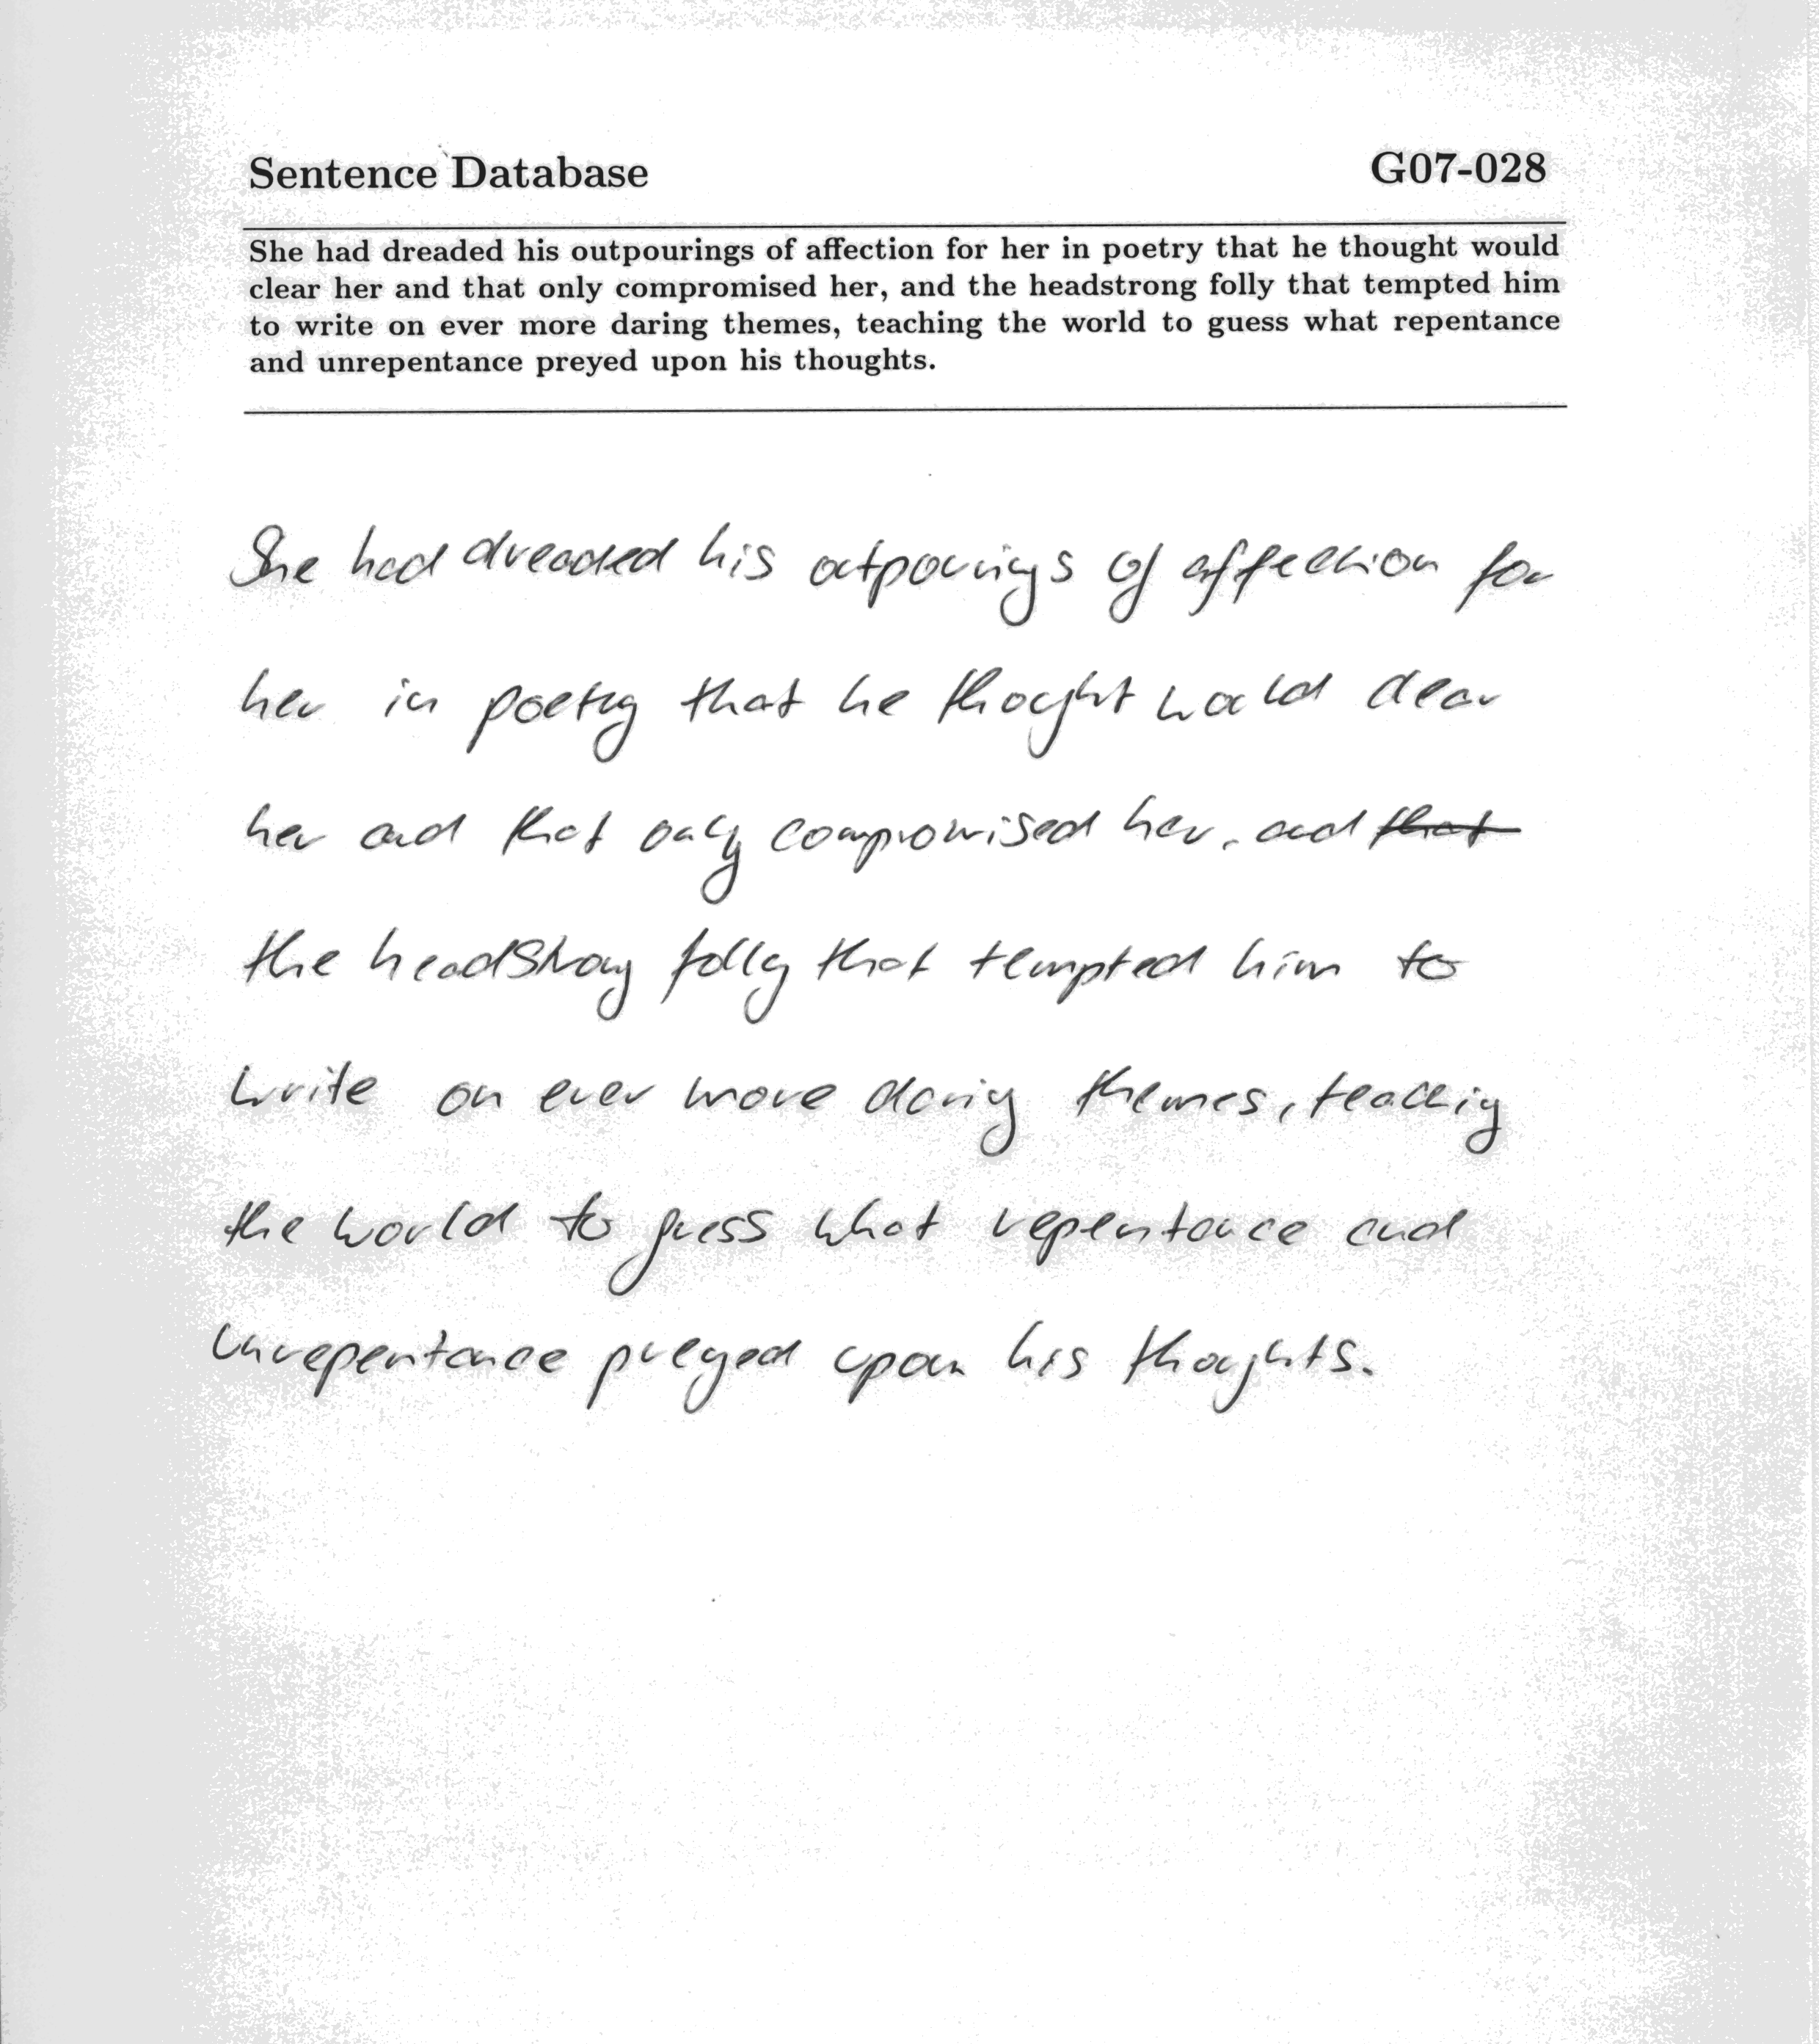 Sentence Database G07-028
She had dreaded his outpourings of affection for her in poetry that he thought would
clear her and that only compromised her, and the headstrong folly that tempted him
to write on ever more daring themes, teaching the world to guess what repentance
and unrepentance preyed upon his thoughts.
She had dreaded his outpourings of affection for
her in poetry that he thought would clear
her and that only compromised her, and that
the headstrong folly that tempted him to
write on ever more daring themes, teaching
the world to guess what repentance and
unrepentance preyed upon his thoughts.